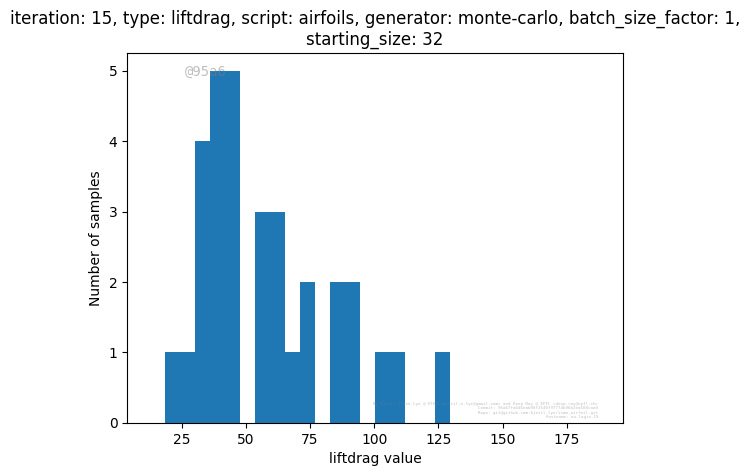 iteration: 15, type: liftdrag, script: airfoils, generator: monte-carlo, batch_size_factor: 1,
starting_size: 32
@95a6
Number of samples
5
4
3
2
1
0
25
50
75
100
125
150
175
liftdrag value